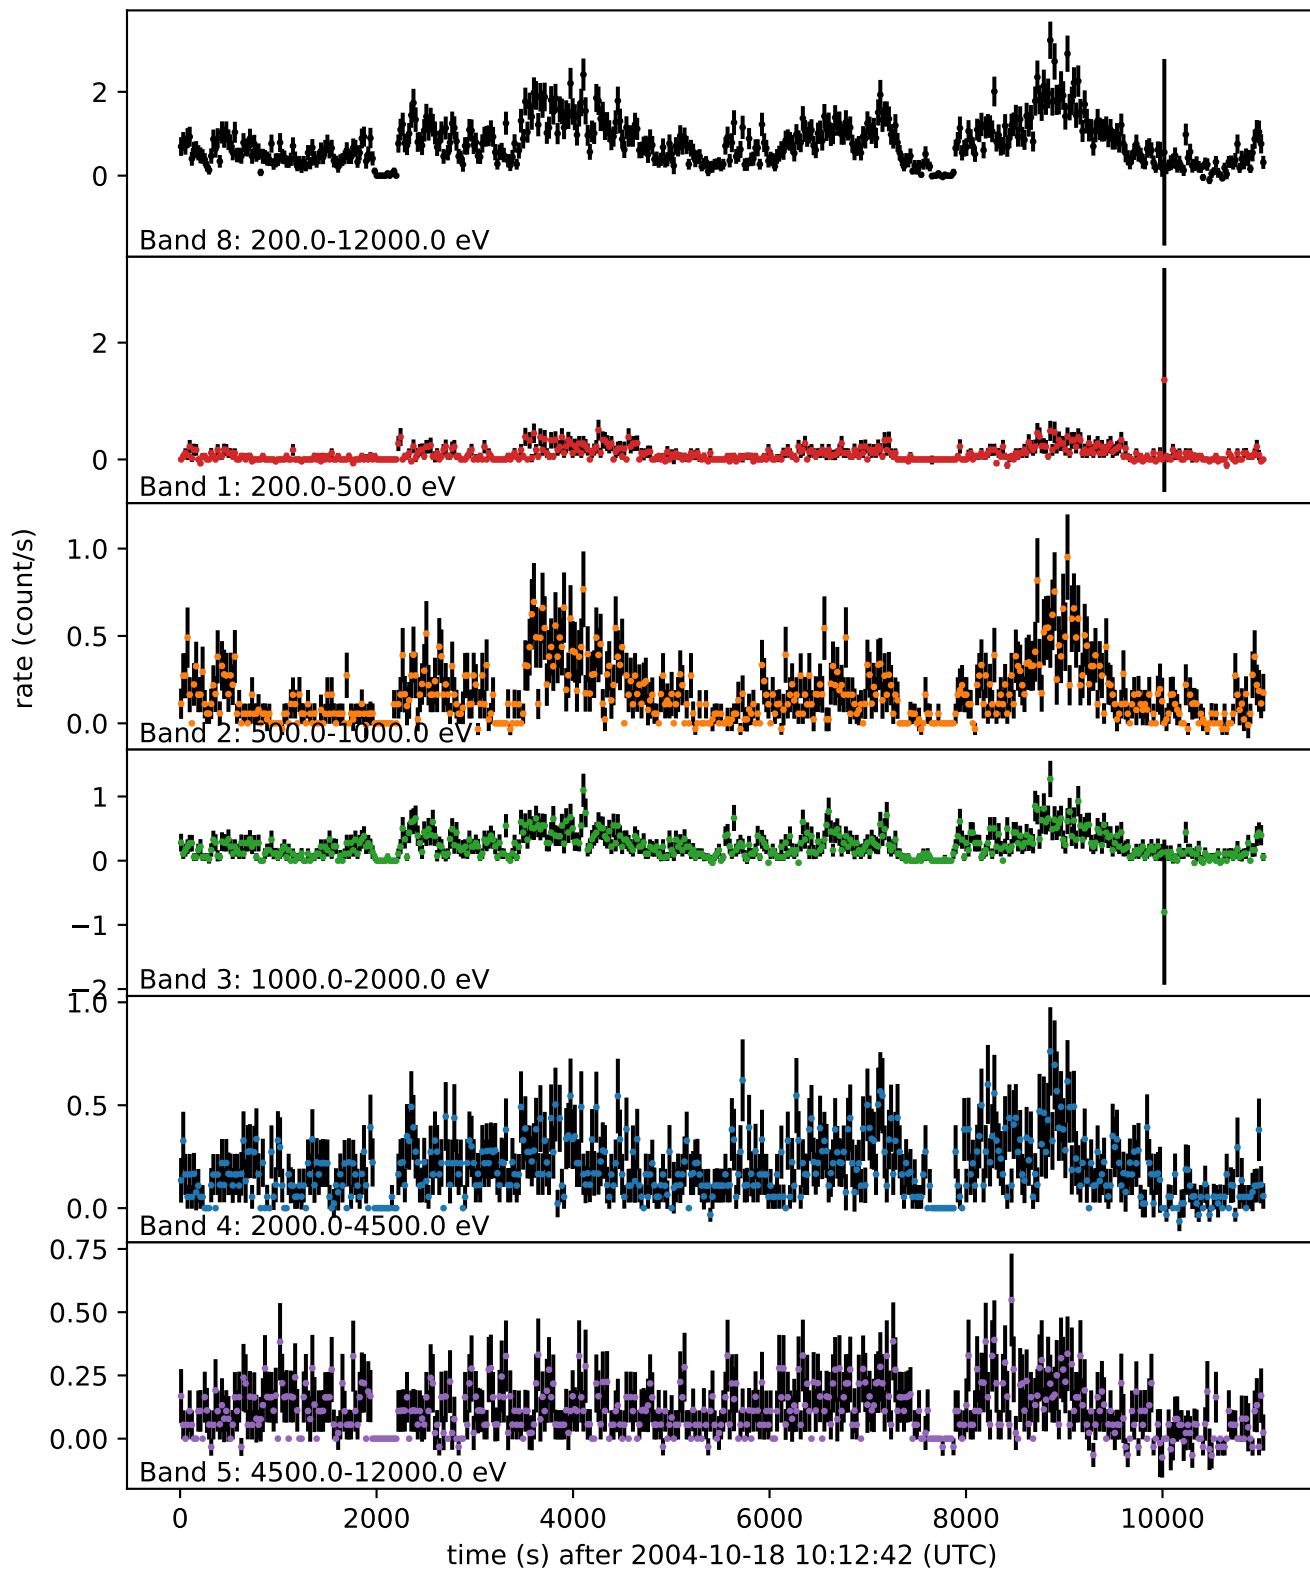 2
0
Band 8: 200.0-12000.0 eV
2
0
Band 1: 200.0-500.0 eV
rate (count/s)
1.0
0.5
0.0
Band 2: 500.0-1000.0 eV
1
0
−1
−2
Band 3: 1000.0-2000.0 eV
1.0
0.5
0.0
Band 4: 2000.0-4500.0 eV
0.75
0.50
0.25
0.00
Band 5: 4500.0-12000.0 eV
0 2000 4000 6000 8000 10000
time (s) after 2004-10-18 10:12:42 (UTC)